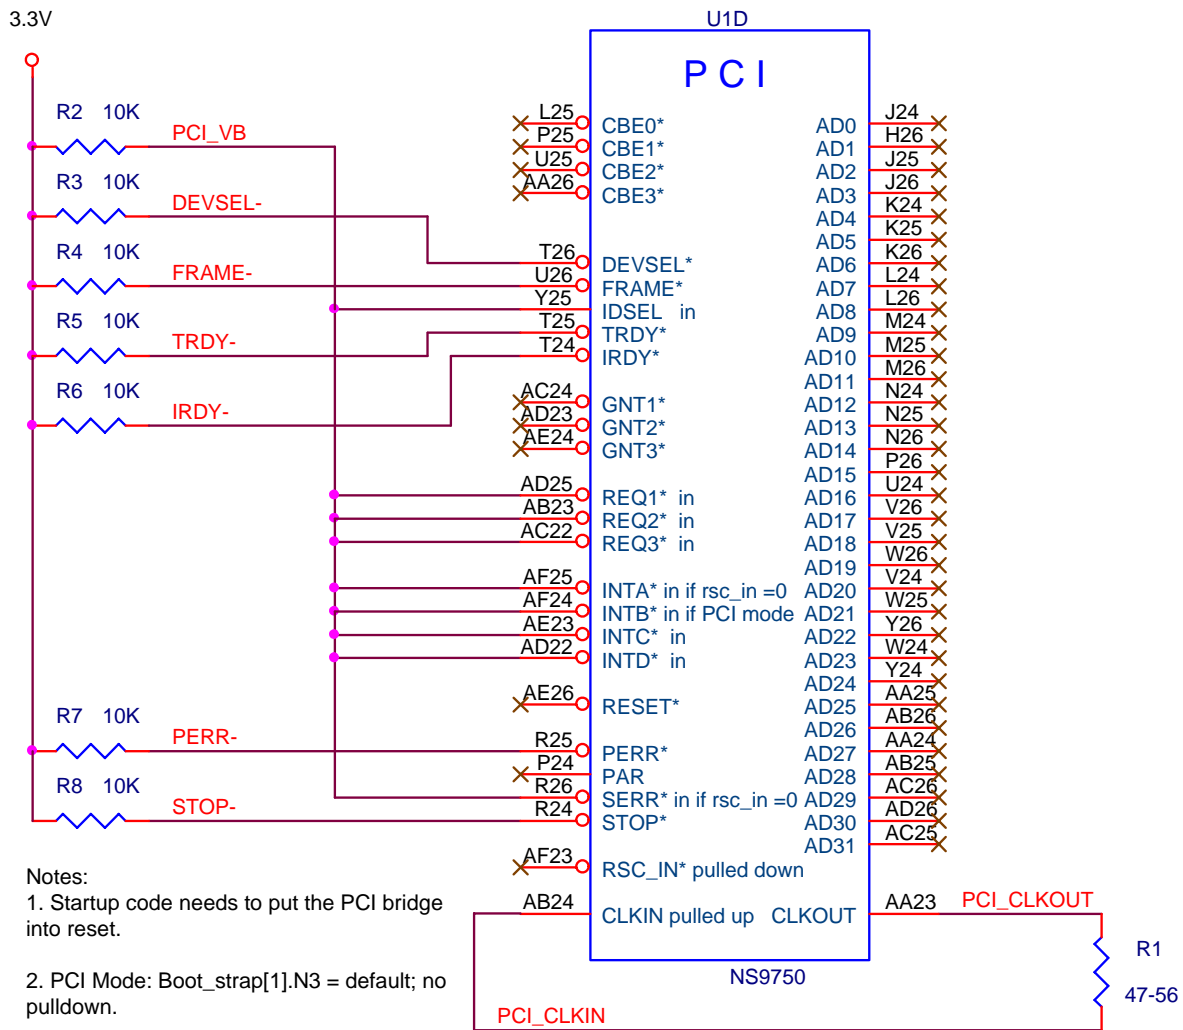 3.3V
U1D
PCI
R2 10K
PCI_VB
R3 10K
DEVSEL-
R4 10K
FRAME-
R5 10K
TRDY-
R6 10K
IRDY-
R7 10K
PERR-
R8 10K
STOP-
L25 CBE0*
P25 CBE1*
U25 CBE2*
AA26 CBE3*
T26 DEVSEL*
U26 FRAME*
Y25 IDSEL in
T25 TRDY*
T24 IRDY*
AC24 GNT1*
AD23 GNT2*
AE24 GNT3*
AD25 REQ1* in
AB23 REQ2* in
AC22 REQ3* in
AF25 INTA* in if rsc_in =0
AF24 INTB* in if PCI mode
AE23 INTC* in
AD22 INTD* in
AE26 RESET*
R25 PERR*
P24 PAR
R26 SERR* in if rsc_in =0
R24 STOP*
AF23 RSC_IN* pulled down
AB24 CLKIN pulled up
AD0 J24
AD1 H26
AD2 J25
AD3 J26
AD4 K24
AD5 K25
AD6 K26
AD7 L24
AD8 L26
AD9 M24
AD10 M25
AD11 M26
AD12 N24
AD13 N25
AD14 N26
AD15 P26
AD16 U24
AD17 V26
AD18 V25
AD19 W26
AD20 V24
AD21 W25
AD22 Y26
AD23 W24
AD24 Y24
AD25 AA25
AD26 AB26
AD27 AA24
AD28 AB25
AD29 AC26
AD30 AD26
AD31 AC25
CLKOUT AA23 PCI_CLKOUT
R1
47-56
NS9750
PCI_CLKIN
Notes:
1. Startup code needs to put the PCI bridge
into reset.
2. PCI Mode: Boot_strap[1].N3 = default; no
pulldown.